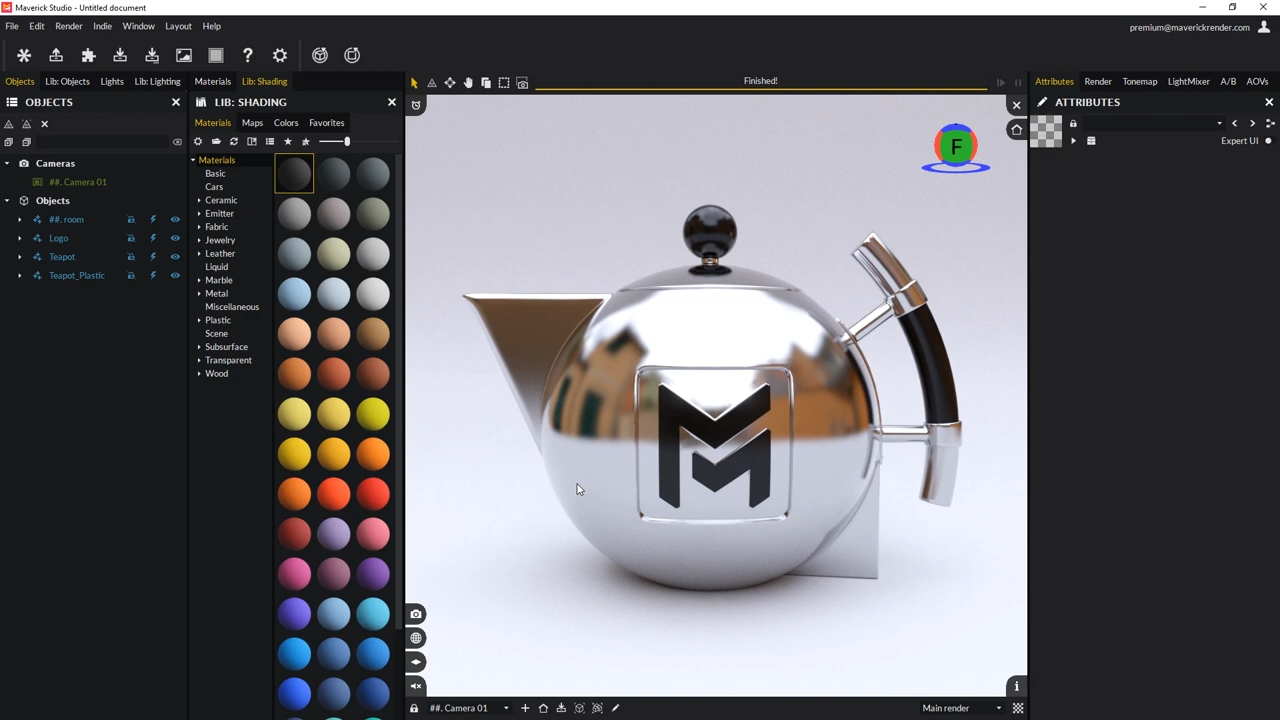 Maverick Studio - Untitled document
File Edit Render Indie Window Layout Help
premium@maverickrender.com
Objects Lib: Objects Lights Lib: Lighting Materials Lib: Shading
Finished!
Attributes Render Tonemap LightMixer A/B AOVs
OBJECTS
LIB: SHADING
ATTRIBUTES
Materials Maps Colors Favorites
Expert UI
Cameras
##. Camera 01
Objects
##. room
Logo
Teapot
Teapot_Plastic
Materials
Basic
Cars
Ceramic
Emitter
Fabric
Jewelry
Leather
Liquid
Marble
Metal
Miscellaneous
Plastic
Scene
Subsurface
Transparent
Wood
F
##. Camera 01
Main render